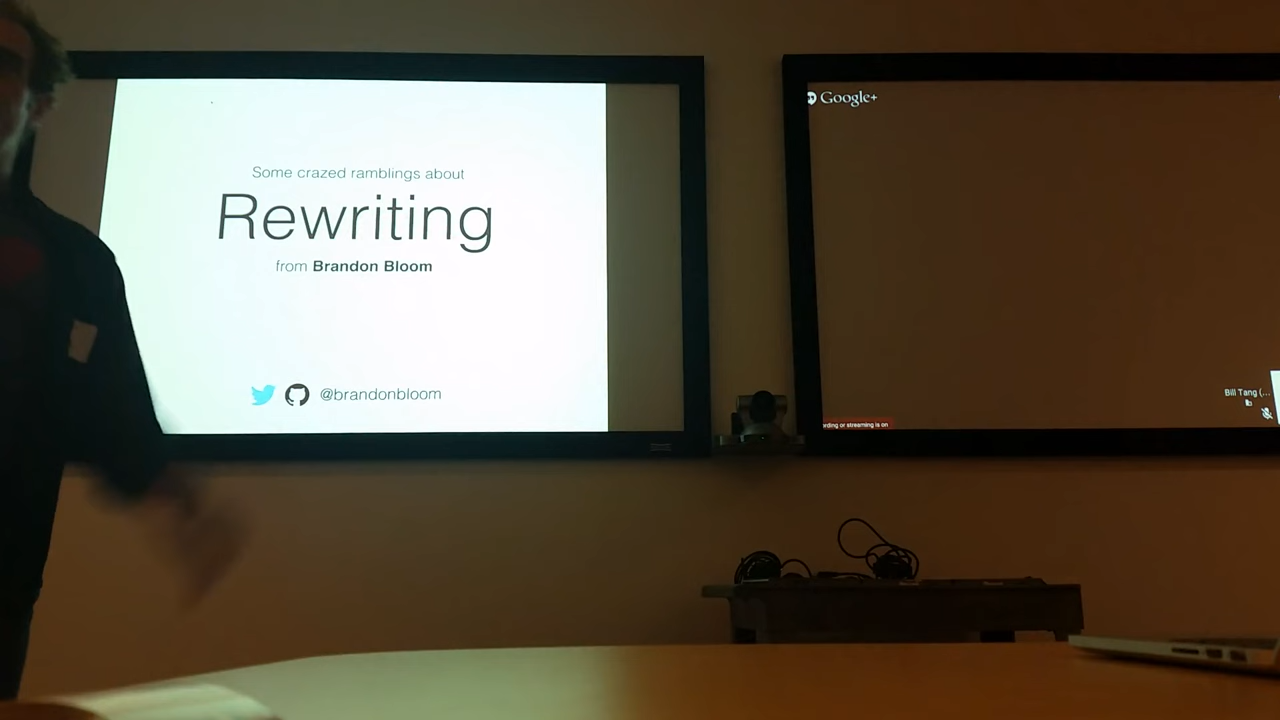 Some crazed ramblings about
Rewriting
from Brandon Bloom
@brandonbloom
Google+
Bill Tang (...
rding or streaming is on